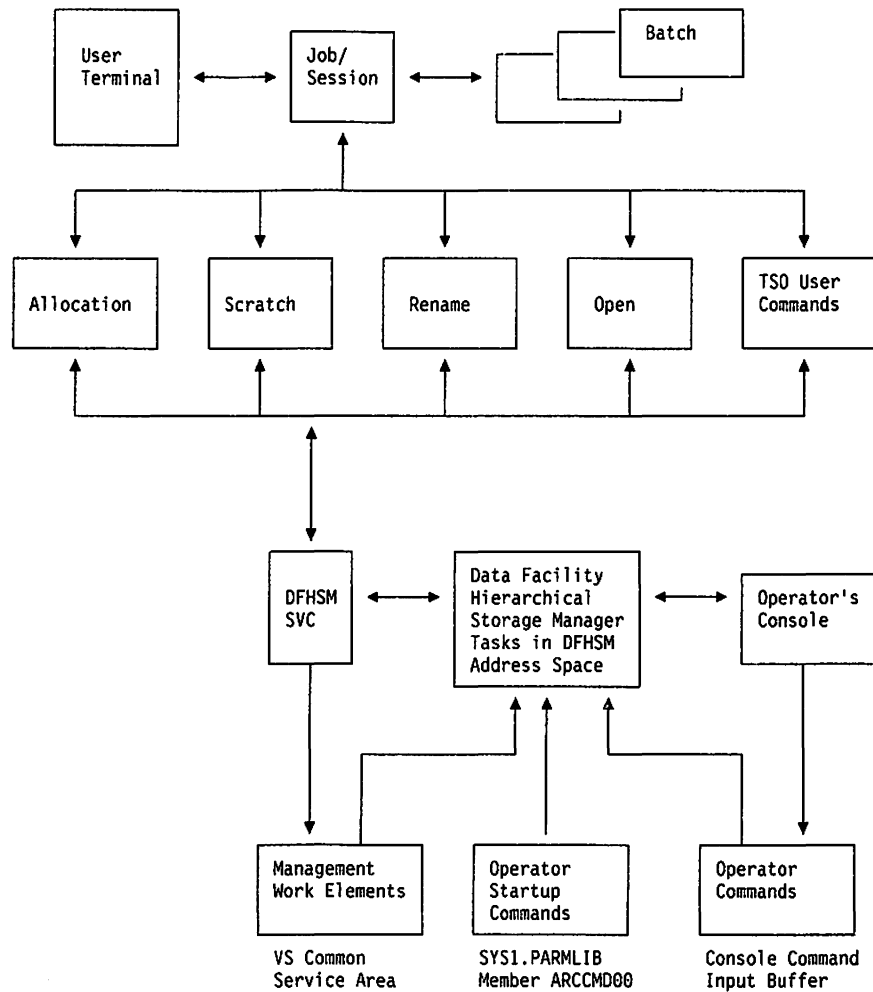 User
Terminal
Job/
Session
Batch
Allocation
Scratch
Rename
Open
TSO User
Commands
DFHSM
SVC
Data Facility
Hierarchical
Storage Manager
Tasks in DFHSM
Address Space
Operator's
Console
Management
Work Elements
Operator
Startup
Commands
Operator
Commands
VS Common
Service Area
SYS1.PARMLIB
Member ARCCMD00
Console Command
Input Buffer